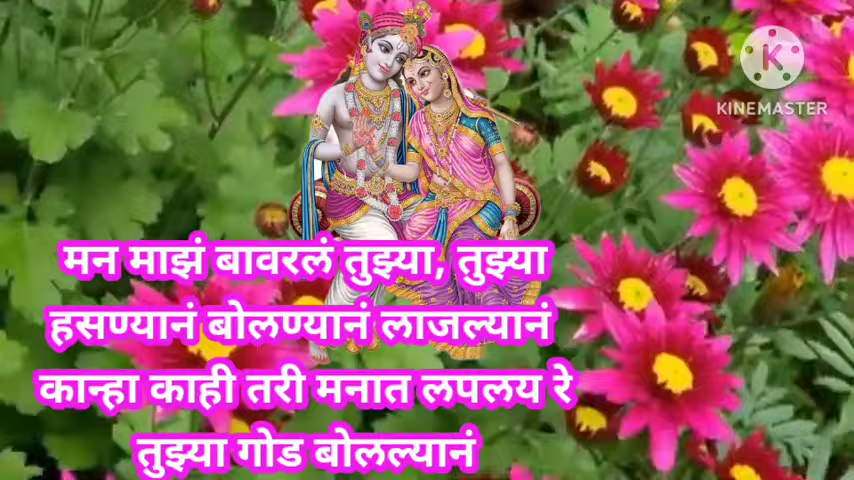 KINEMASTER
मन माझं बावरलं तुझ्या, तुझ्या
हसण्यानं बोलण्यानं लाजल्यानं
कान्हा काही तरी मनात लपलय रे
तुझ्या गोड बोलल्यानं